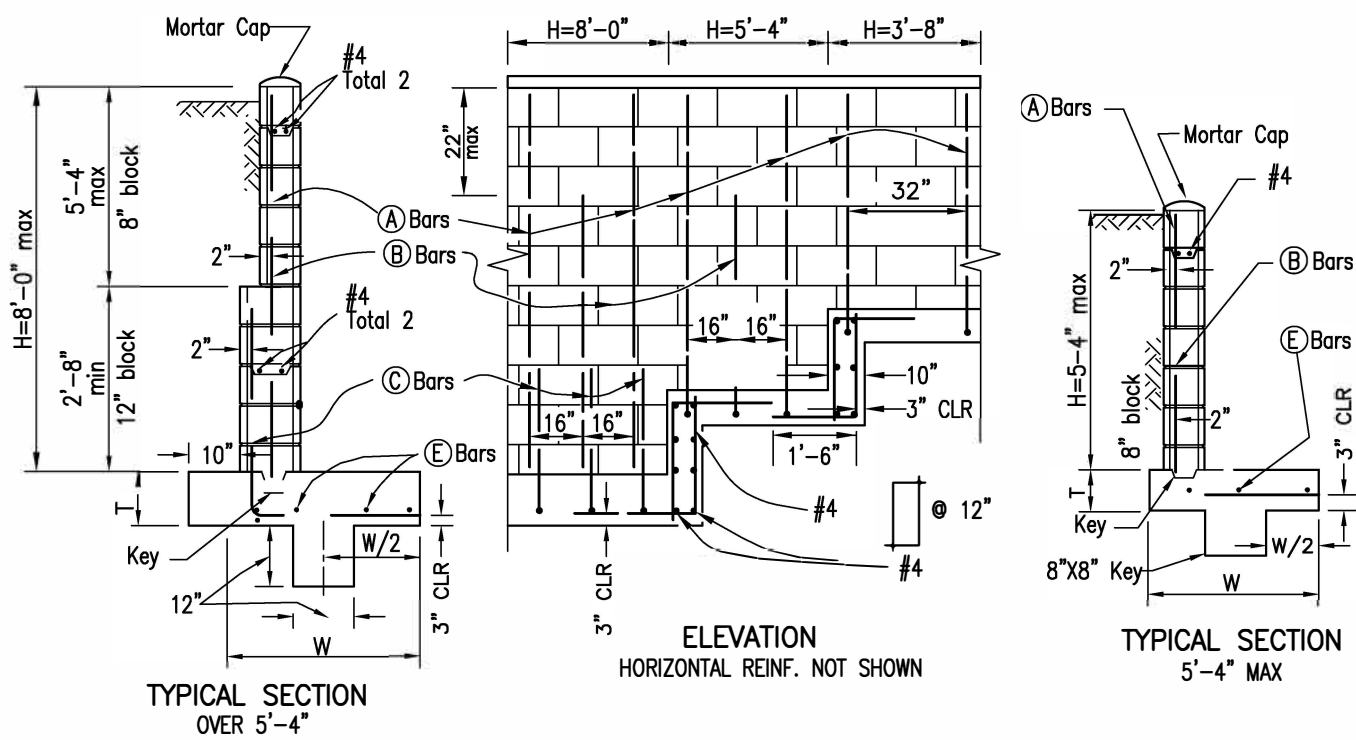 Mortar Cap
#4
Total 2
H=8'-0" max
5'-4"
max
8" block
2"
Ⓐ Bars
Ⓑ Bars
#4
Total 2
2'-8"
min
12" block
2"
Ⓒ Bars
10"
Ⓔ Bars
T
Key
W/2
3" CLR
12"
W
TYPICAL SECTION
OVER 5'-4"
H=8'-0"
H=5'-4"
H=3'-8"
22"
max
32"
16"
16"
10"
3" CLR
16"
16"
1'-6"
#4
@ 12"
#4
3" CLR
ELEVATION
HORIZONTAL REINF. NOT SHOWN
Ⓐ Bars
Mortar Cap
#4
2"
Ⓑ Bars
H=5-4" max
Ⓔ Bars
8" block
2"
3" CLR
T
Key
W/2
8"X8" Key
W
TYPICAL SECTION
5'-4" MAX